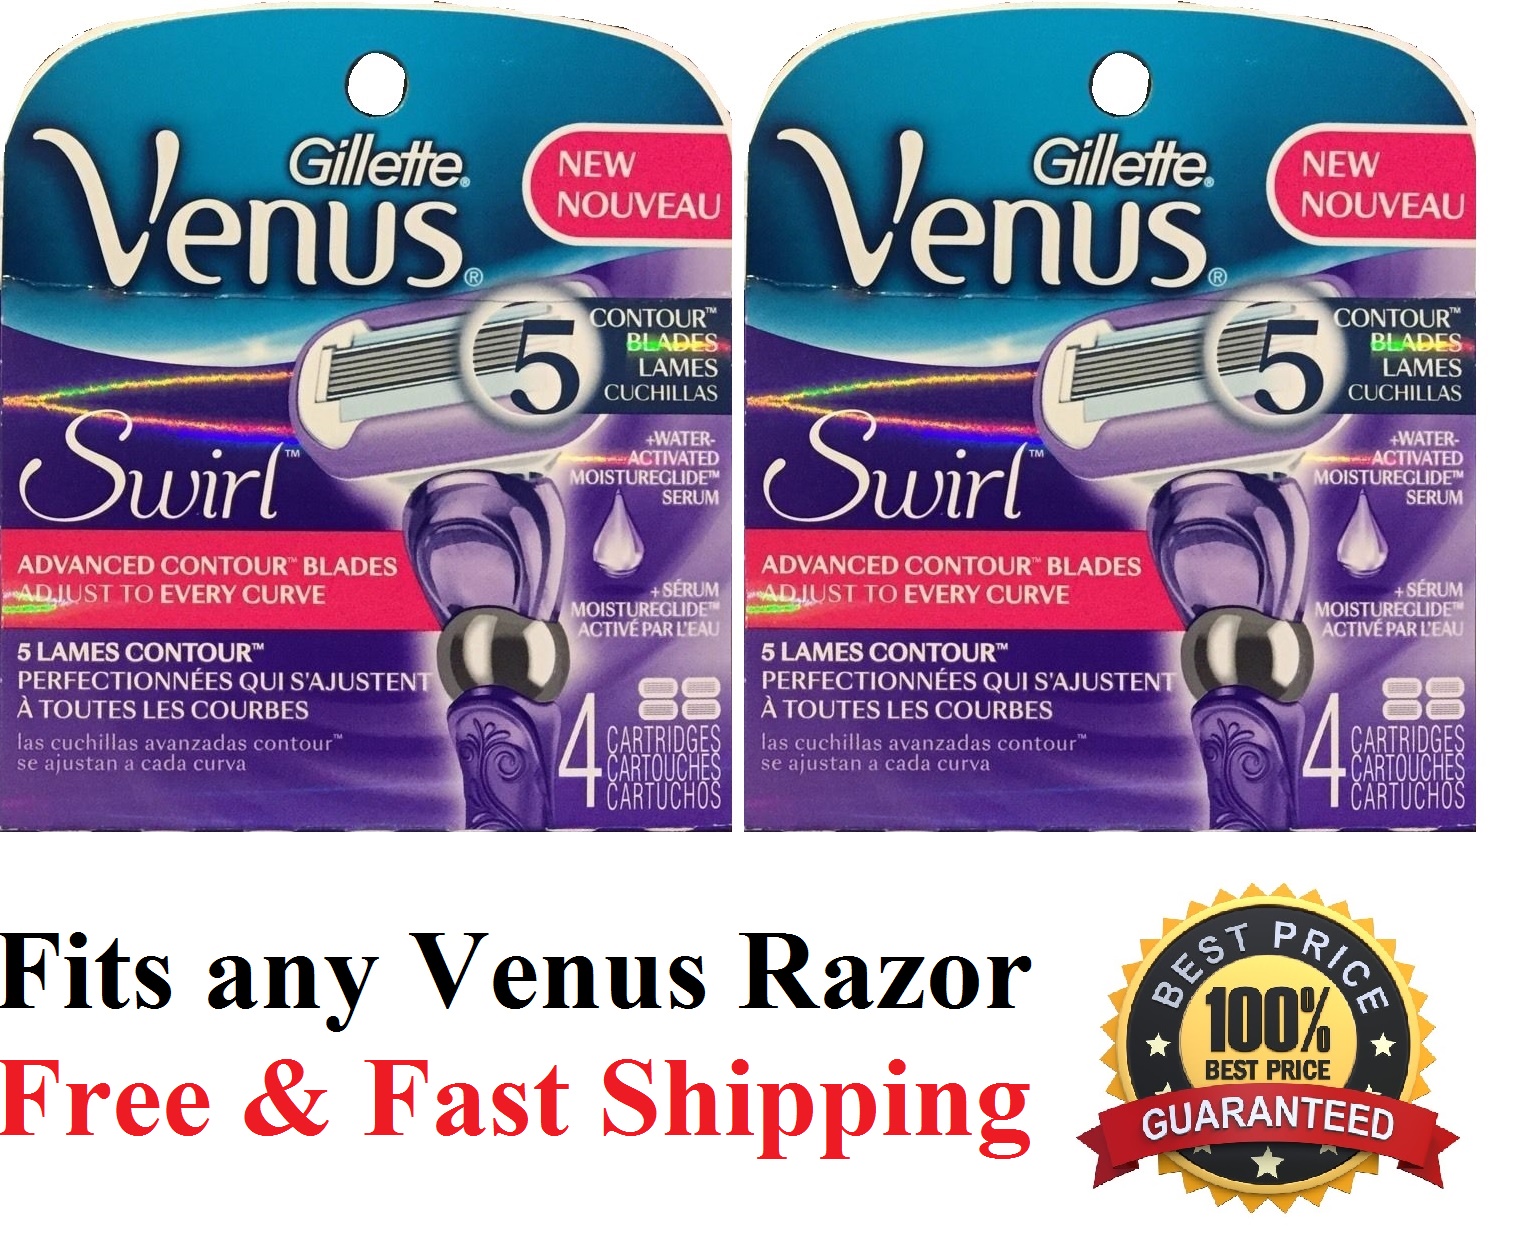 Gillette®
Venus®
NEW
NOUVEAU
5
CONTOUR™
BLADES
LAMES
CUCHILLAS
Swirl™
+WATER-
ACTIVATED
MOISTUREGLIDE™
SERUM
ADVANCED CONTOUR™ BLADES
ADJUST TO EVERY CURVE
+SÉRUM
MOISTUREGLIDE™
ACTIVÉ PAR L'EAU
5 LAMES CONTOUR™
PERFECTIONNÉES QUI S'AJUSTENT
À TOUTES LES COURBES
las cuchillas avanzadas contour™
se ajustan a cada curva
4
CARTRIDGES
CARTOUCHES
CARTUCHOS
Gillette®
Venus®
NEW
NOUVEAU
5
CONTOUR™
BLADES
LAMES
CUCHILLAS
Swirl™
+WATER-
ACTIVATED
MOISTUREGLIDE™
SERUM
ADVANCED CONTOUR™ BLADES
ADJUST TO EVERY CURVE
+SÉRUM
MOISTUREGLIDE™
ACTIVÉ PAR L'EAU
5 LAMES CONTOUR™
PERFECTIONNÉES QUI S'AJUSTENT
À TOUTES LES COURBES
las cuchillas avanzadas contour™
se ajustan a cada curva
4
CARTRIDGES
CARTOUCHES
CARTUCHOS
Fits any Venus Razor
Free & Fast Shipping
BEST PRICE
100%
BEST PRICE
GUARANTEED